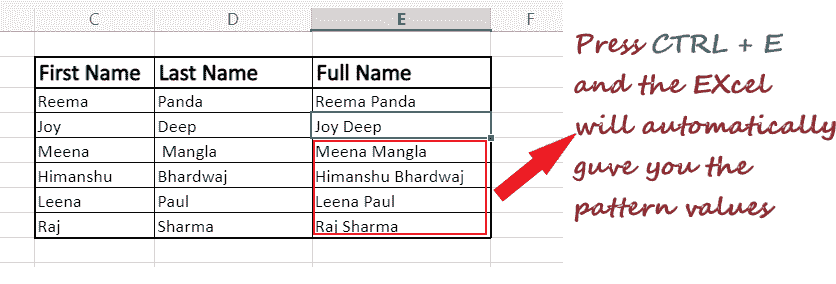 C D E F
First Name Last Name Full Name
Reema Panda Reema Panda
Joy Deep Joy Deep
Meena Mangla Meena Mangla
Himanshu Bhardwaj Himanshu Bhardwaj
Leena Paul Leena Paul
Raj Sharma Raj Sharma
Press CTRL + E
and the EXcel
will automatically
guve you the
pattern values